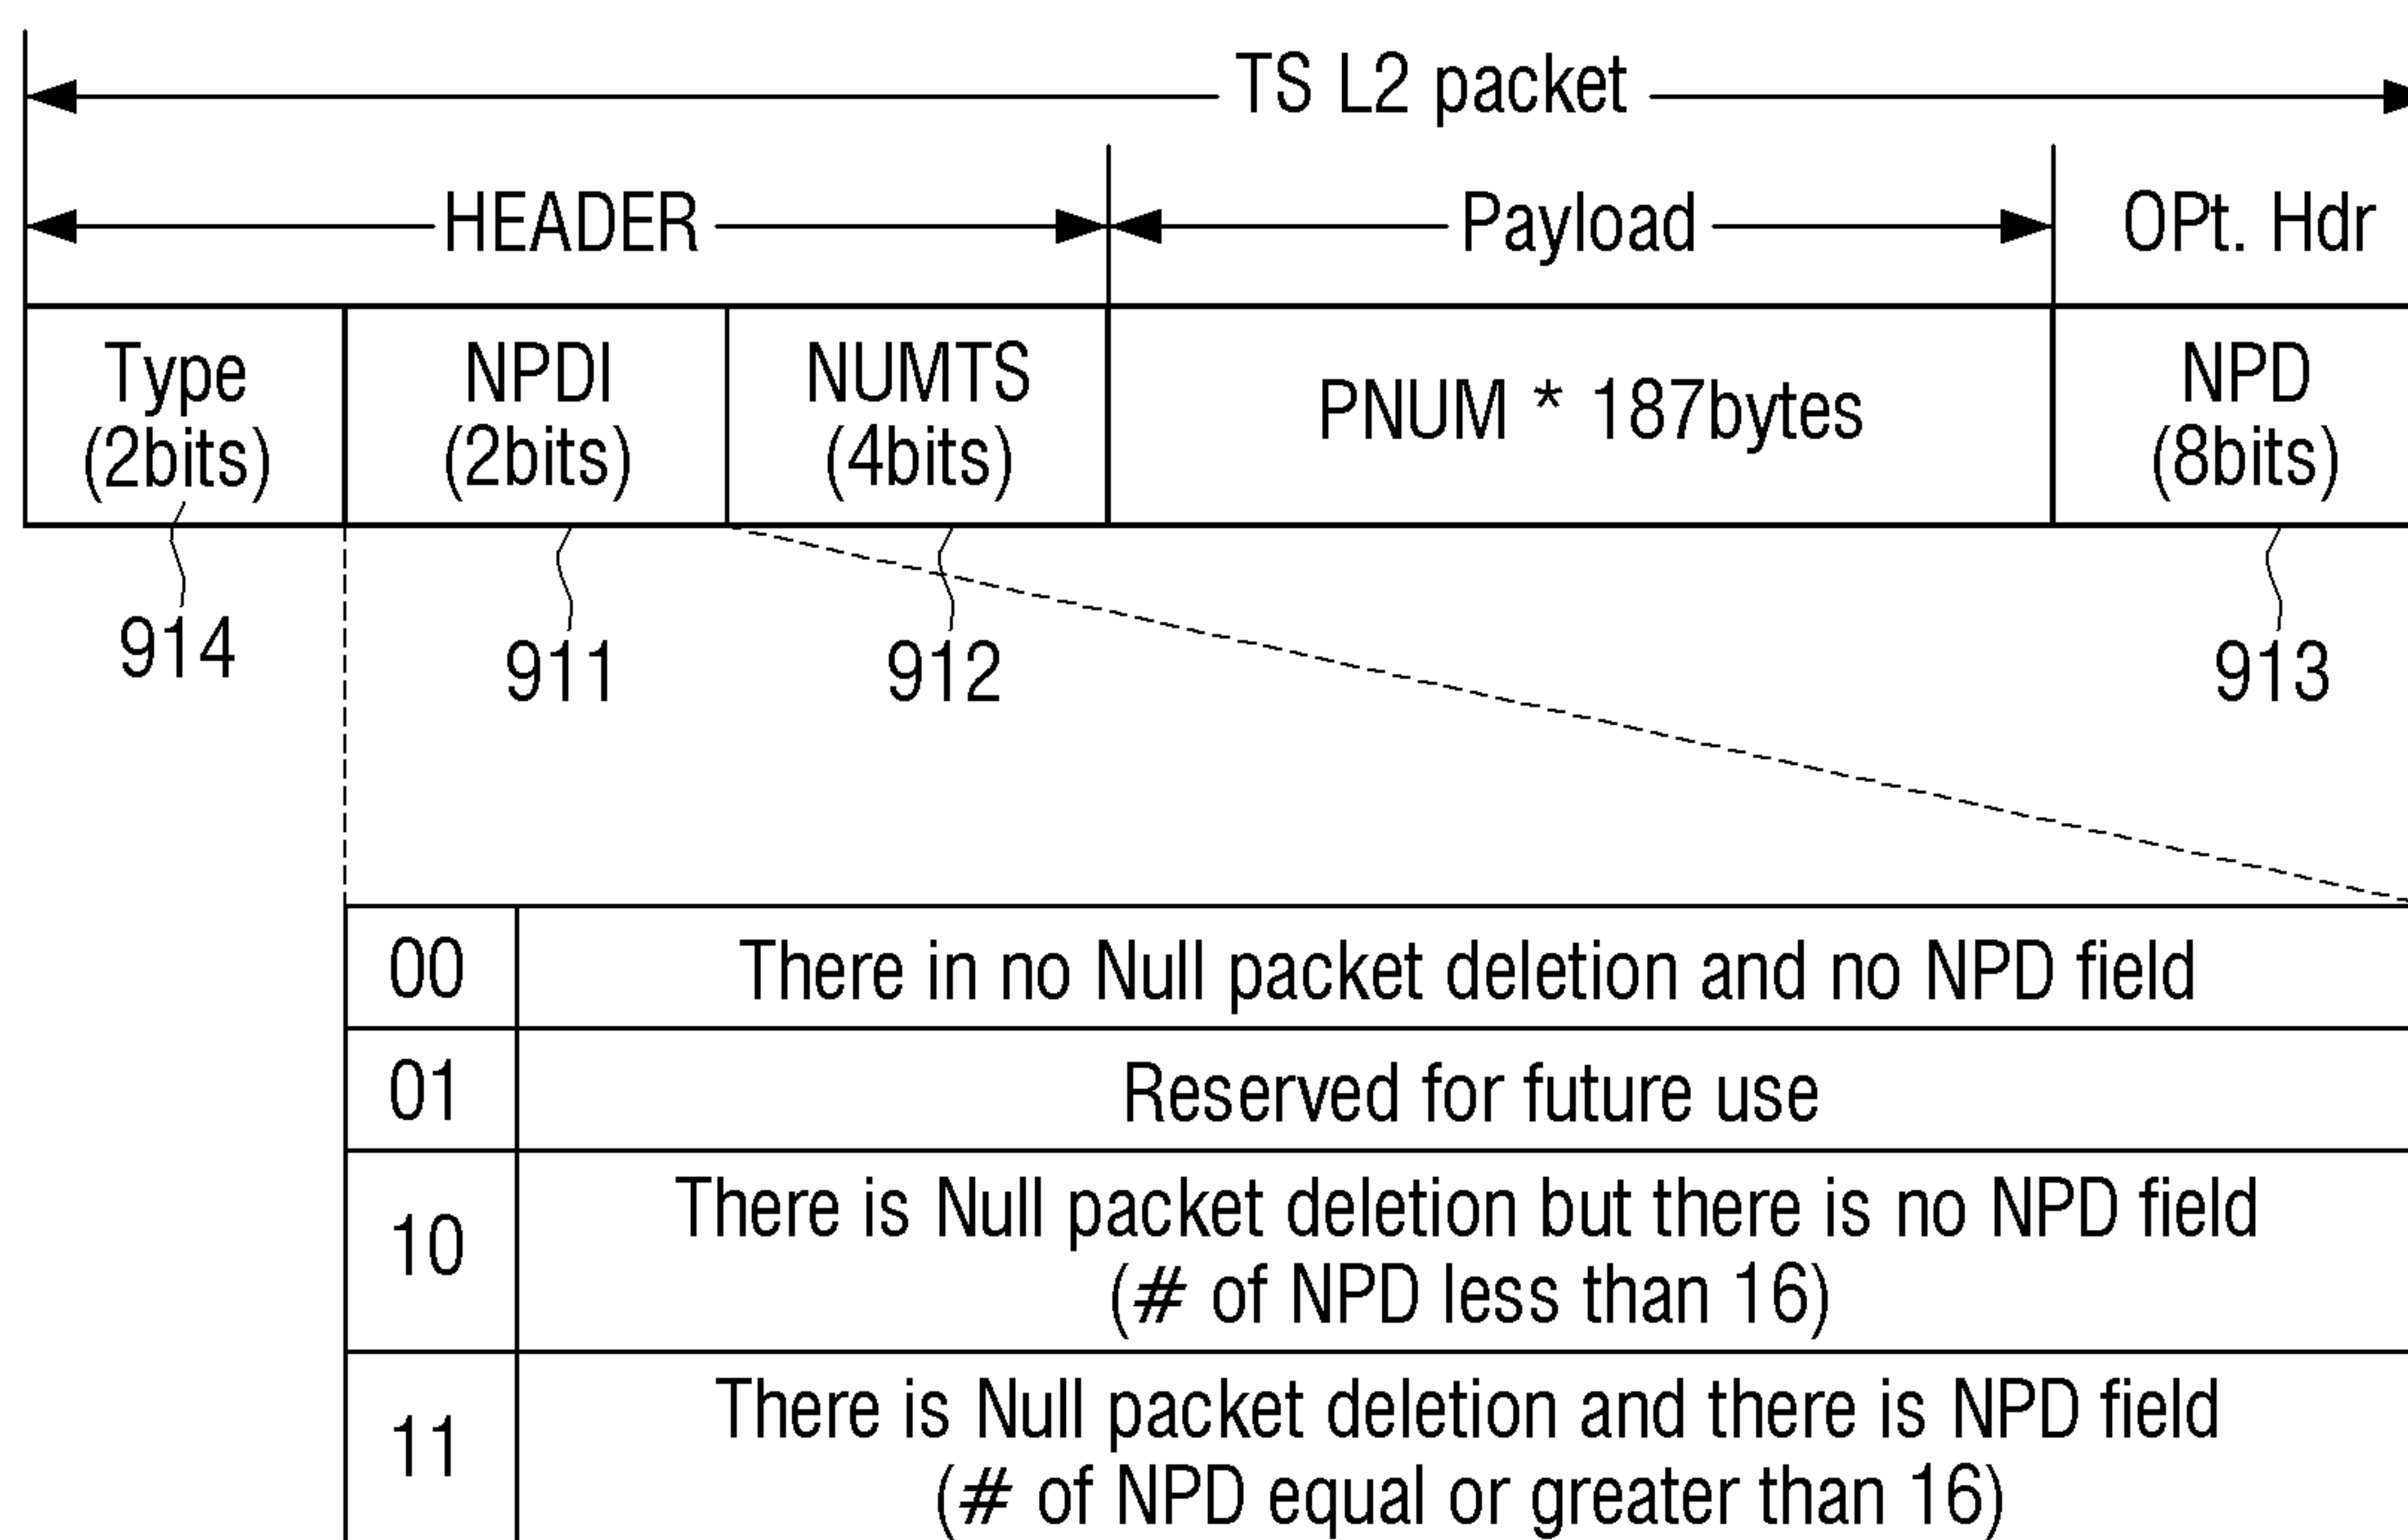 TS L2 packet
HEADER
Payload
OPt. Hdr
Type
(2bits)
NPDI
(2bits)
NUMTS
(4bits)
PNUM * 187bytes
NPD
(8bits)
914
911
912
913
00
There in no Null packet deletion and no NPD field
01
Reserved for future use
10
There is Null packet deletion but there is no NPD field
(# of NPD less than 16)
11
There is Null packet deletion and there is NPD field
(# of NPD equal or greater than 16)